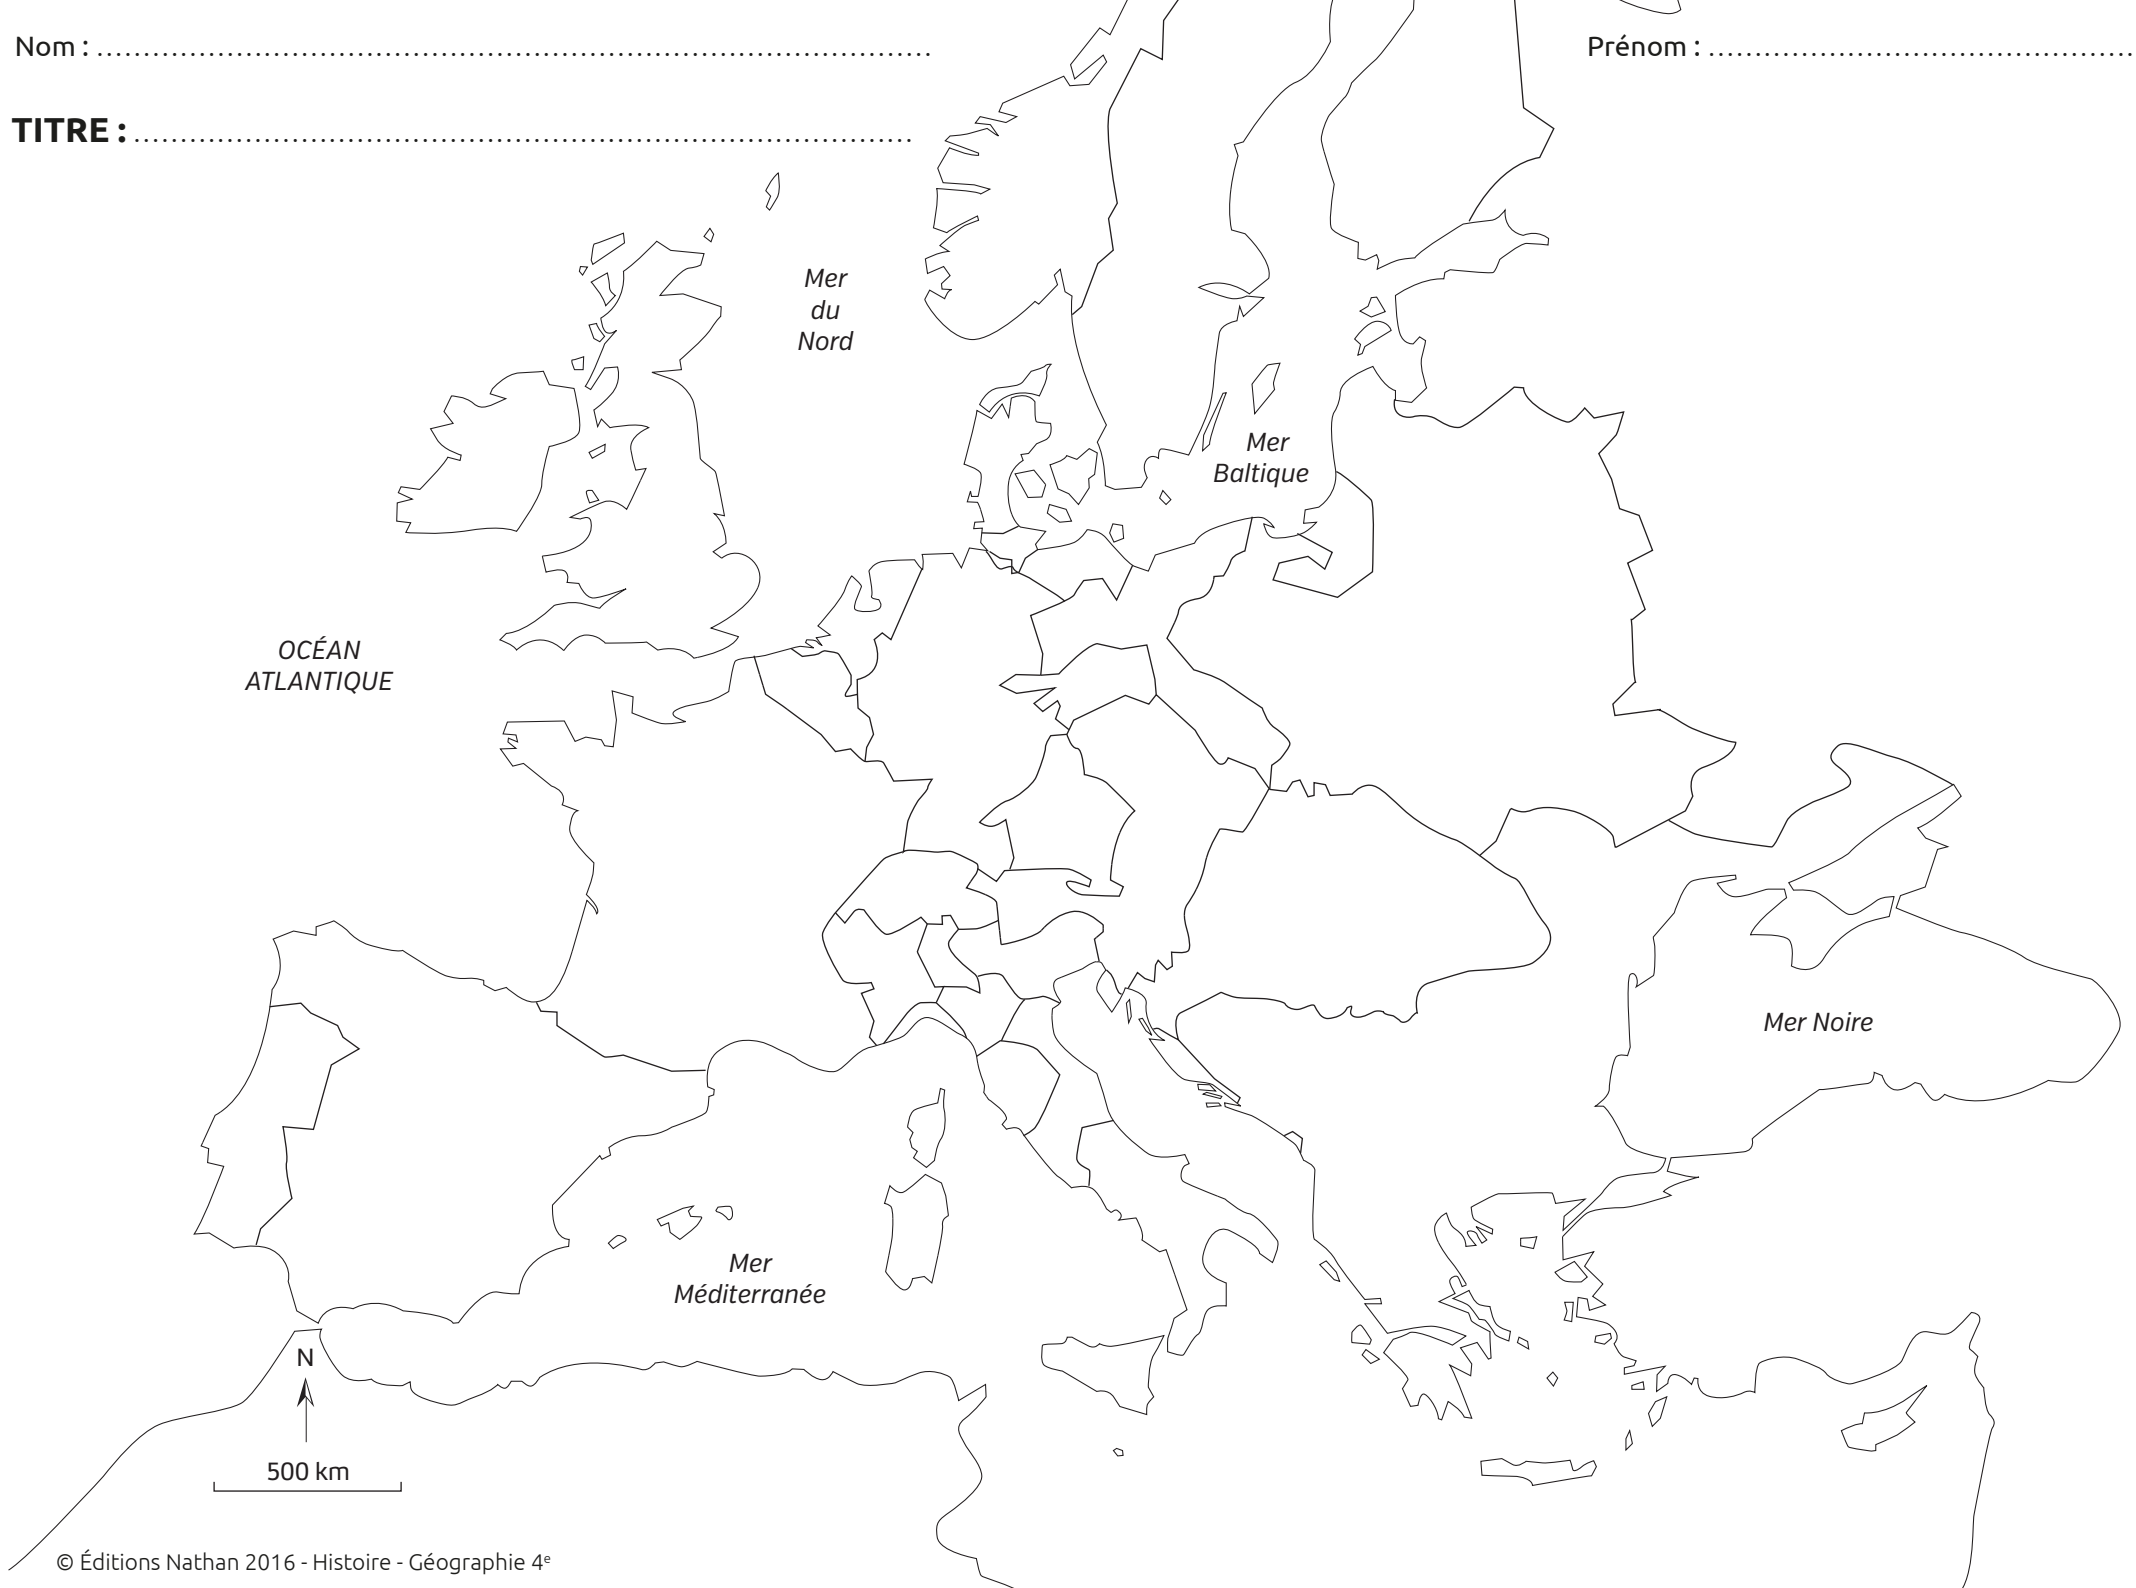 Nom : ........................................................................................
Prénom : .............................................
TITRE : ..................................................................................
Mer
du
Nord
Mer
Baltique
OCÉAN
ATLANTIQUE
Mer Noire
Mer
Méditerranée
N
500 km
© Éditions Nathan 2016 - Histoire - Géographie 4ᵉ